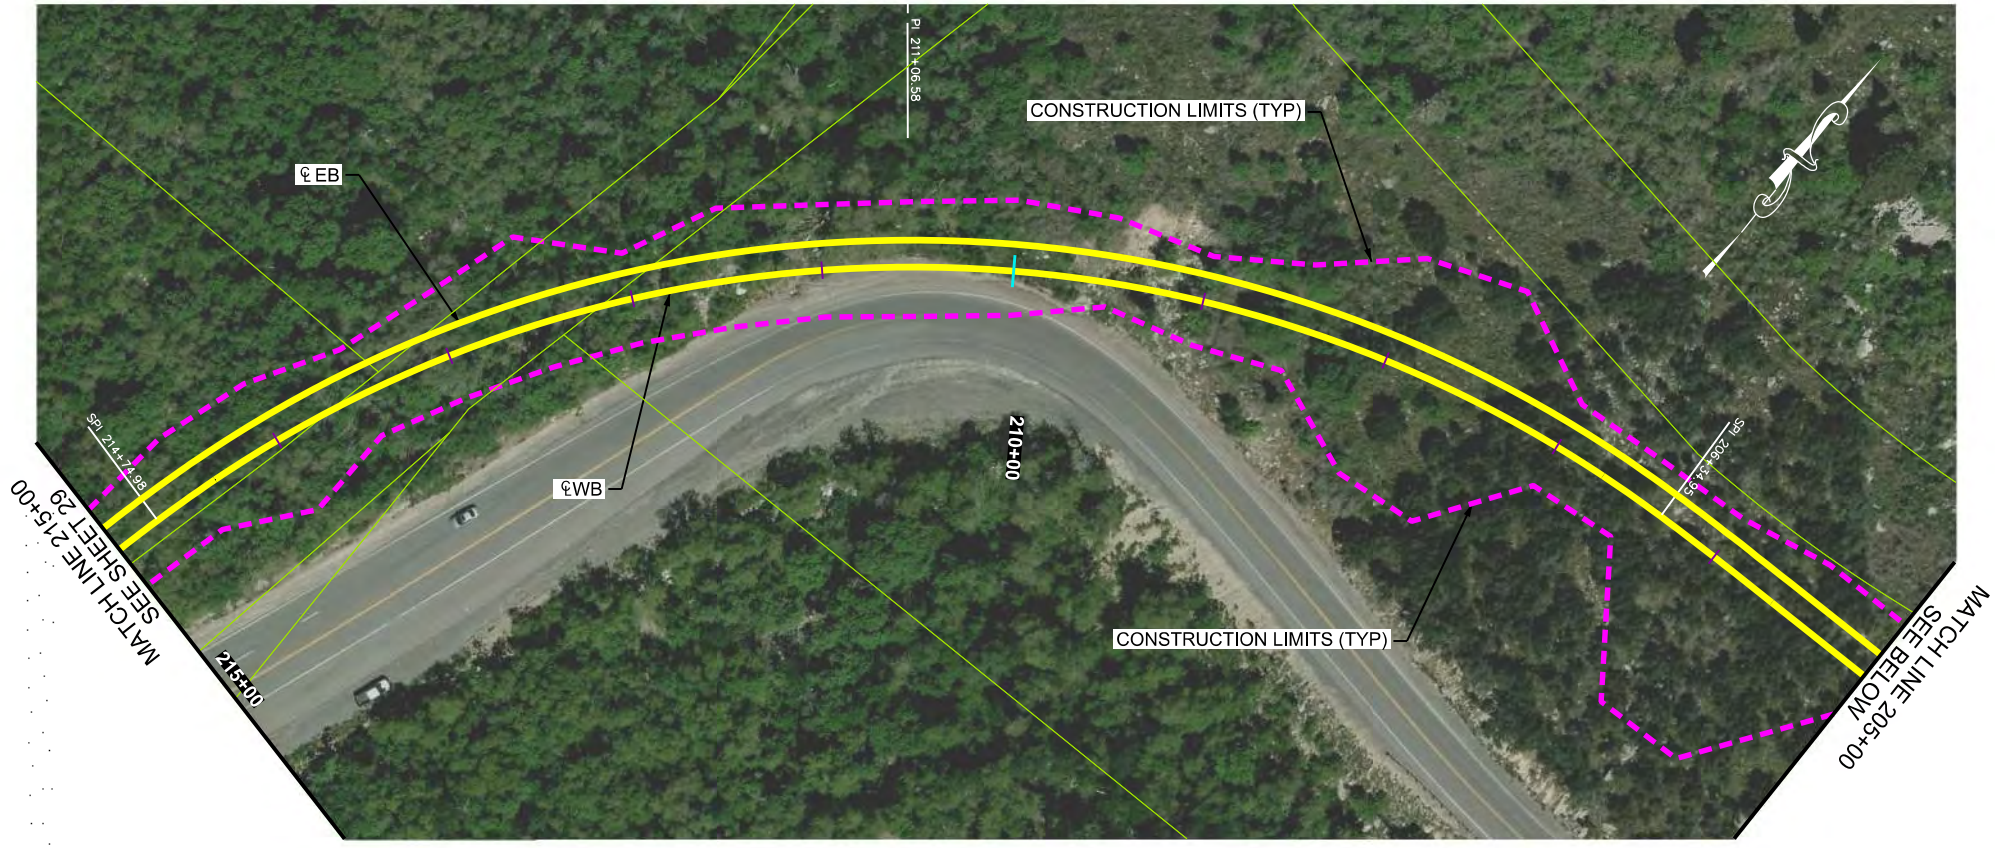 PI 211+06.58
CONSTRUCTION LIMITS (TYP)
℄ EB
SPI 214+74.98
SPI 206+34.95
210+00
℄ WB
MATCH LINE 215+00
SEE SHEET 29
215+00
CONSTRUCTION LIMITS (TYP)
MATCH LINE 205+00
SEE BELOW